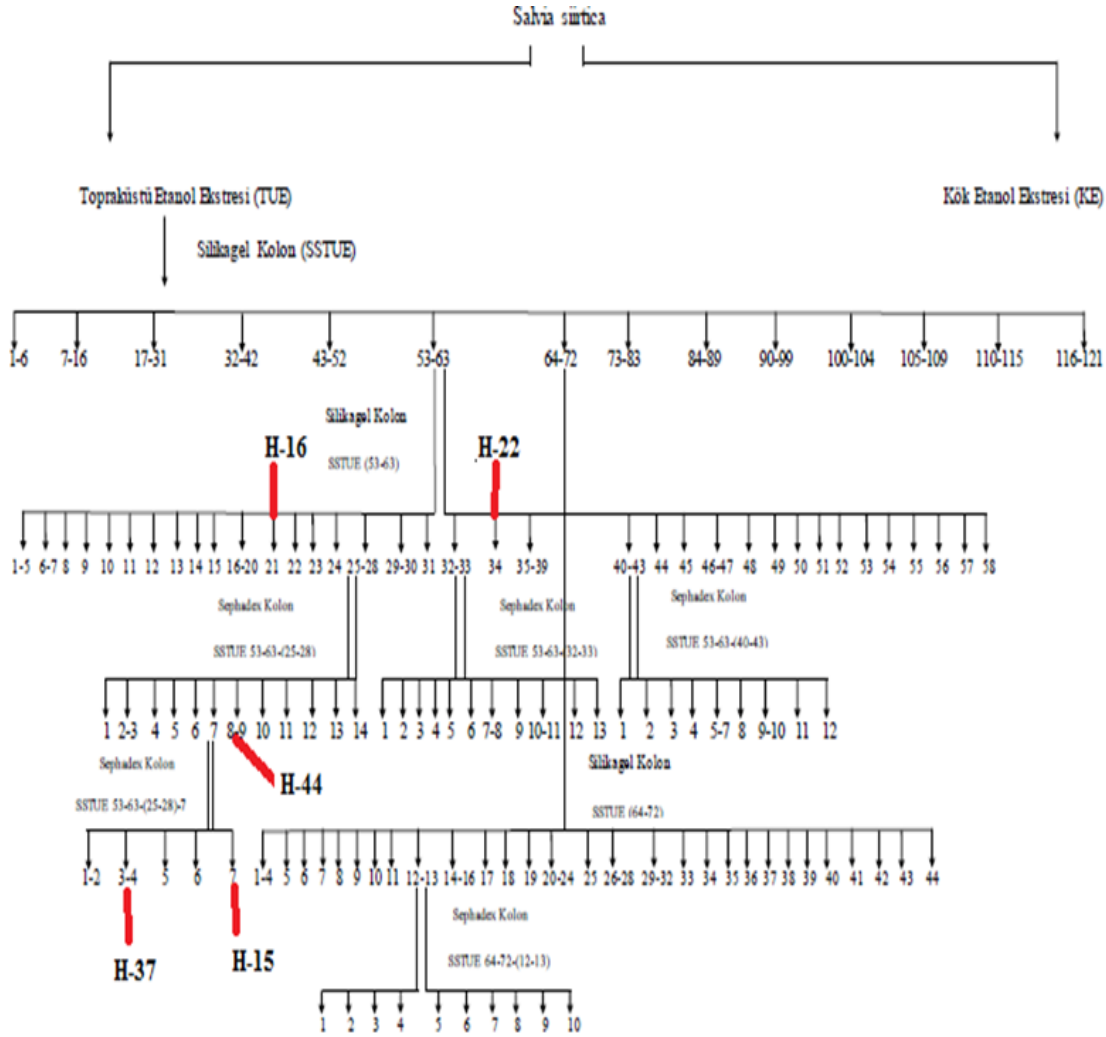 Salvia siirtica
Topraküstü Etanol Ekstresi (TUE)
Kök Etanol Ekstresi (KE)
Silikagel Kolon (SSTUE)
1-6 7-16 17-31 32-42 43-52 53-63 64-72 73-83 84-89 90-99 100-104 105-109 110-115 116-121
Silikagel Kolon
SSTUE (53-63)
H-16
H-22
1-5 6-7 8 9 10 11 12 13 14 15 16-20 21 22 23 24 25-28 29-30 31 32-33 34 35-39 40-43 44 45 46-47 48 49 50 51 52 53 54 55 56 57 58
Sephadex Kolon
SSTUE 53-63-(25-28)
Sephadex Kolon
SSTUE 53-63-(32-33)
Sephadex Kolon
SSTUE 53-63-(40-43)
1 2-3 4 5 6 7 8-9 10 11 12 13 14
1 2 3 4 5 6 7-8 9 10-11 12 13
1 2 3 4 5-7 8 9-10 11 12
H-44
Sephadex Kolon
SSTUE 53-63-(25-28)-7
Silikagel Kolon
SSTUE (64-72)
1-2 3-4 5 6 7
1-4 5 6 7 8 9 10 11 12-13 14-16 17 18 19 20-24 25 26-28 29-32 33 34 35 36 37 38 39 40 41 42 43 44
H-37
H-15
Sephadex Kolon
SSTUE 64-72-(12-13)
1 2 3 4 5 6 7 8 9 10